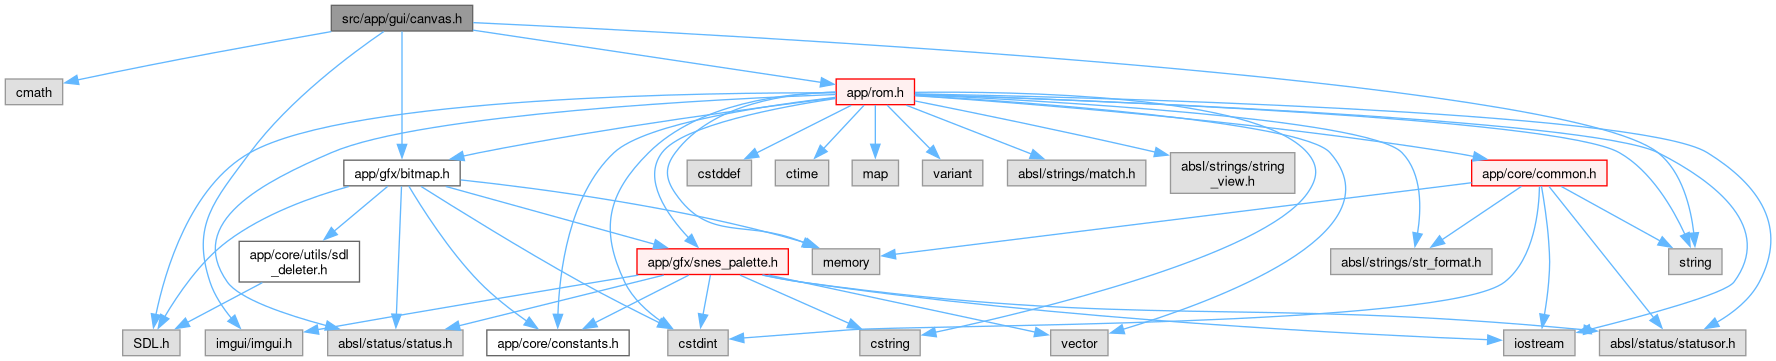 src/app/gui/canvas.h
cmath
app/rom.h
app/gfx/bitmap.h
cstddef
ctime
map
variant
absl/strings/match.h
absl/strings/string
_view.h
app/core/common.h
app/core/utils/sdl
_deleter.h
app/gfx/snes_palette.h
memory
absl/strings/str_format.h
string
SDL.h
imgui/imgui.h
absl/status/status.h
app/core/constants.h
cstdint
cstring
vector
iostream
absl/status/statusor.h